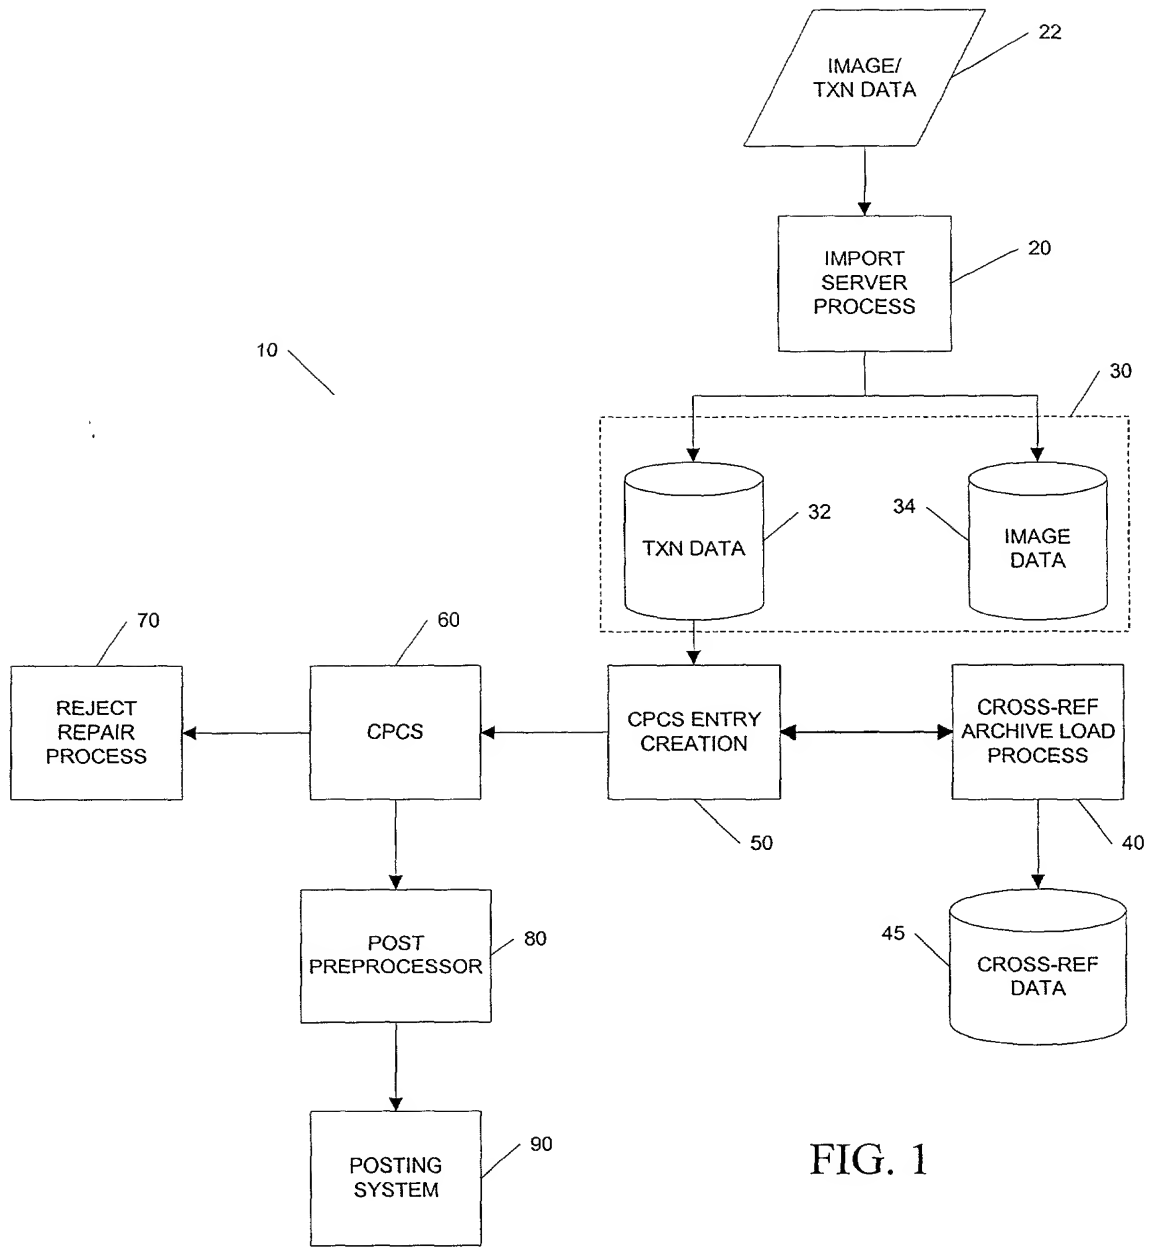 22
IMAGE/
TXN DATA
20
IMPORT
SERVER
PROCESS
10
30
32
34
TXN DATA
IMAGE
DATA
70
60
REJECT
REPAIR
PROCESS
CPCS
CPCS ENTRY
CREATION
CROSS-REF
ARCHIVE LOAD
PROCESS
50
40
45
80
POST
PREPROCESSOR
CROSS-REF
DATA
90
POSTING
SYSTEM
FIG. 1